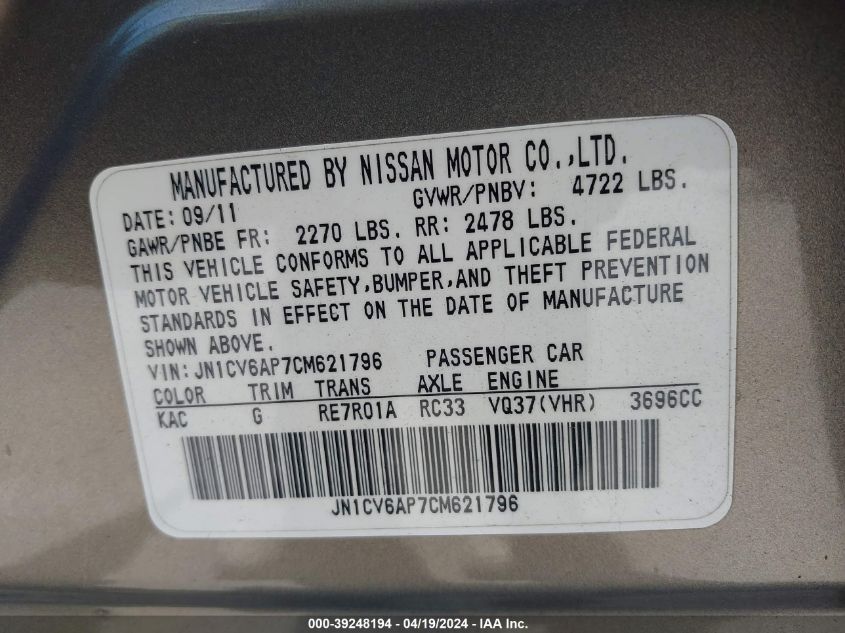 MANUFACTURED BY NISSAN MOTOR CO.,LTD.
DATE: 09/11 GVWR/PNBV: 4722 LBS.
GAWR/PNBE FR: 2270 LBS. RR: 2478 LBS.
THIS VEHICLE CONFORMS TO ALL APPLICABLE FEDERAL
MOTOR VEHICLE SAFETY,BUMPER,AND THEFT PREVENTION
STANDARDS IN EFFECT ON THE DATE OF MANUFACTURE
SHOWN ABOVE.
VIN: JN1CV6AP7CM621796 PASSENGER CAR
COLOR TRIM TRANS AXLE ENGINE
KAC G RE7R01A RC33 VQ37(VHR) 3696CC
JN1CV6AP7CM621796
000-39248194 - 04/19/2024 - IAA Inc.